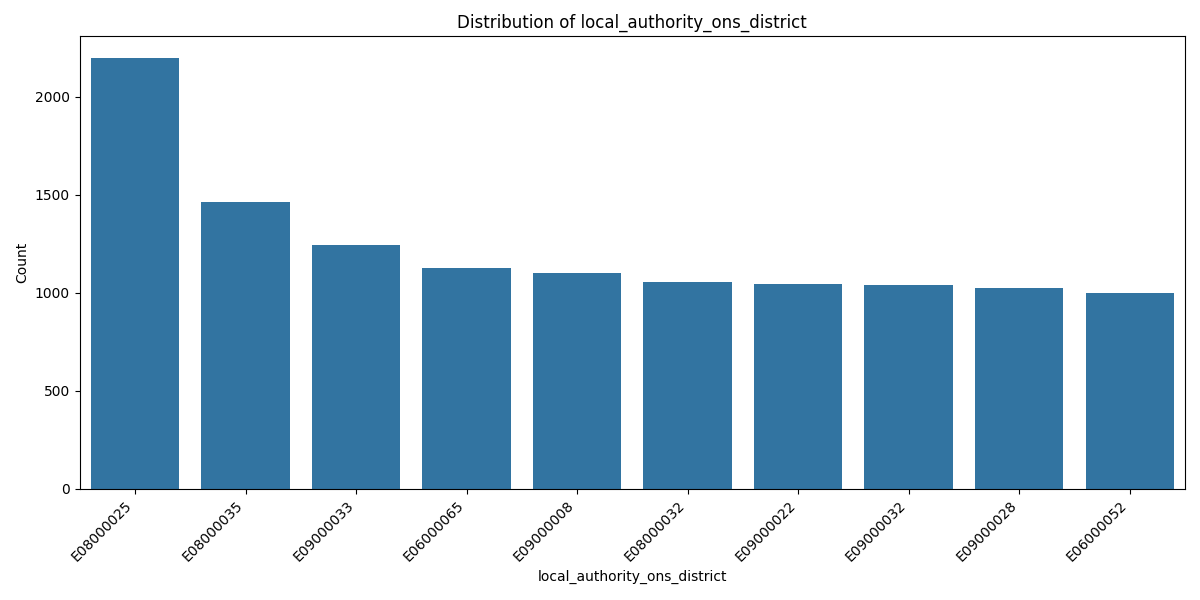 Distribution of local_authority_ons_district
Count
2000
1500
1000
500
0
E08000025
E08000035
E09000033
E06000065
E09000008
E08000032
E09000022
E09000032
E09000028
E06000052
local_authority_ons_district